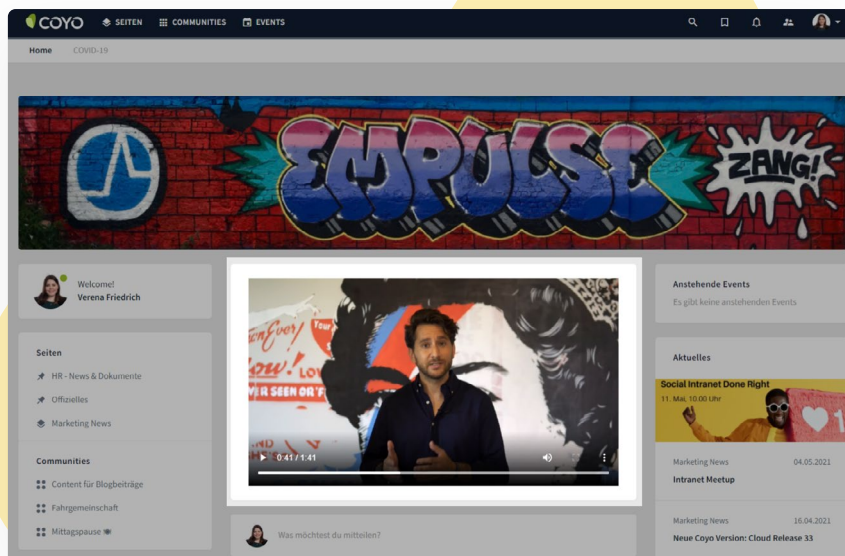 COYO SEITEN COMMUNITIES EVENTS
Home COVID-19
EMPULSE
ZANG!
Welcome!
Verena Friedrich
Seiten
HR - News & Dokumente
Offizielles
Marketing News
Communities
Content für Blogbeiträge
Fahrgemeinschaft
Mittagspause
0:41 / 1:41
Was möchtest du mitteilen?
Anstehende Events
Es gibt keine anstehenden Events
Aktuelles
Social Intranet Done Right
11. Mai, 10.00 Uhr
1
Marketing News 04.05.2021
Intranet Meetup
Marketing News 16.04.2021
Neue Coyo Version: Cloud Release 33